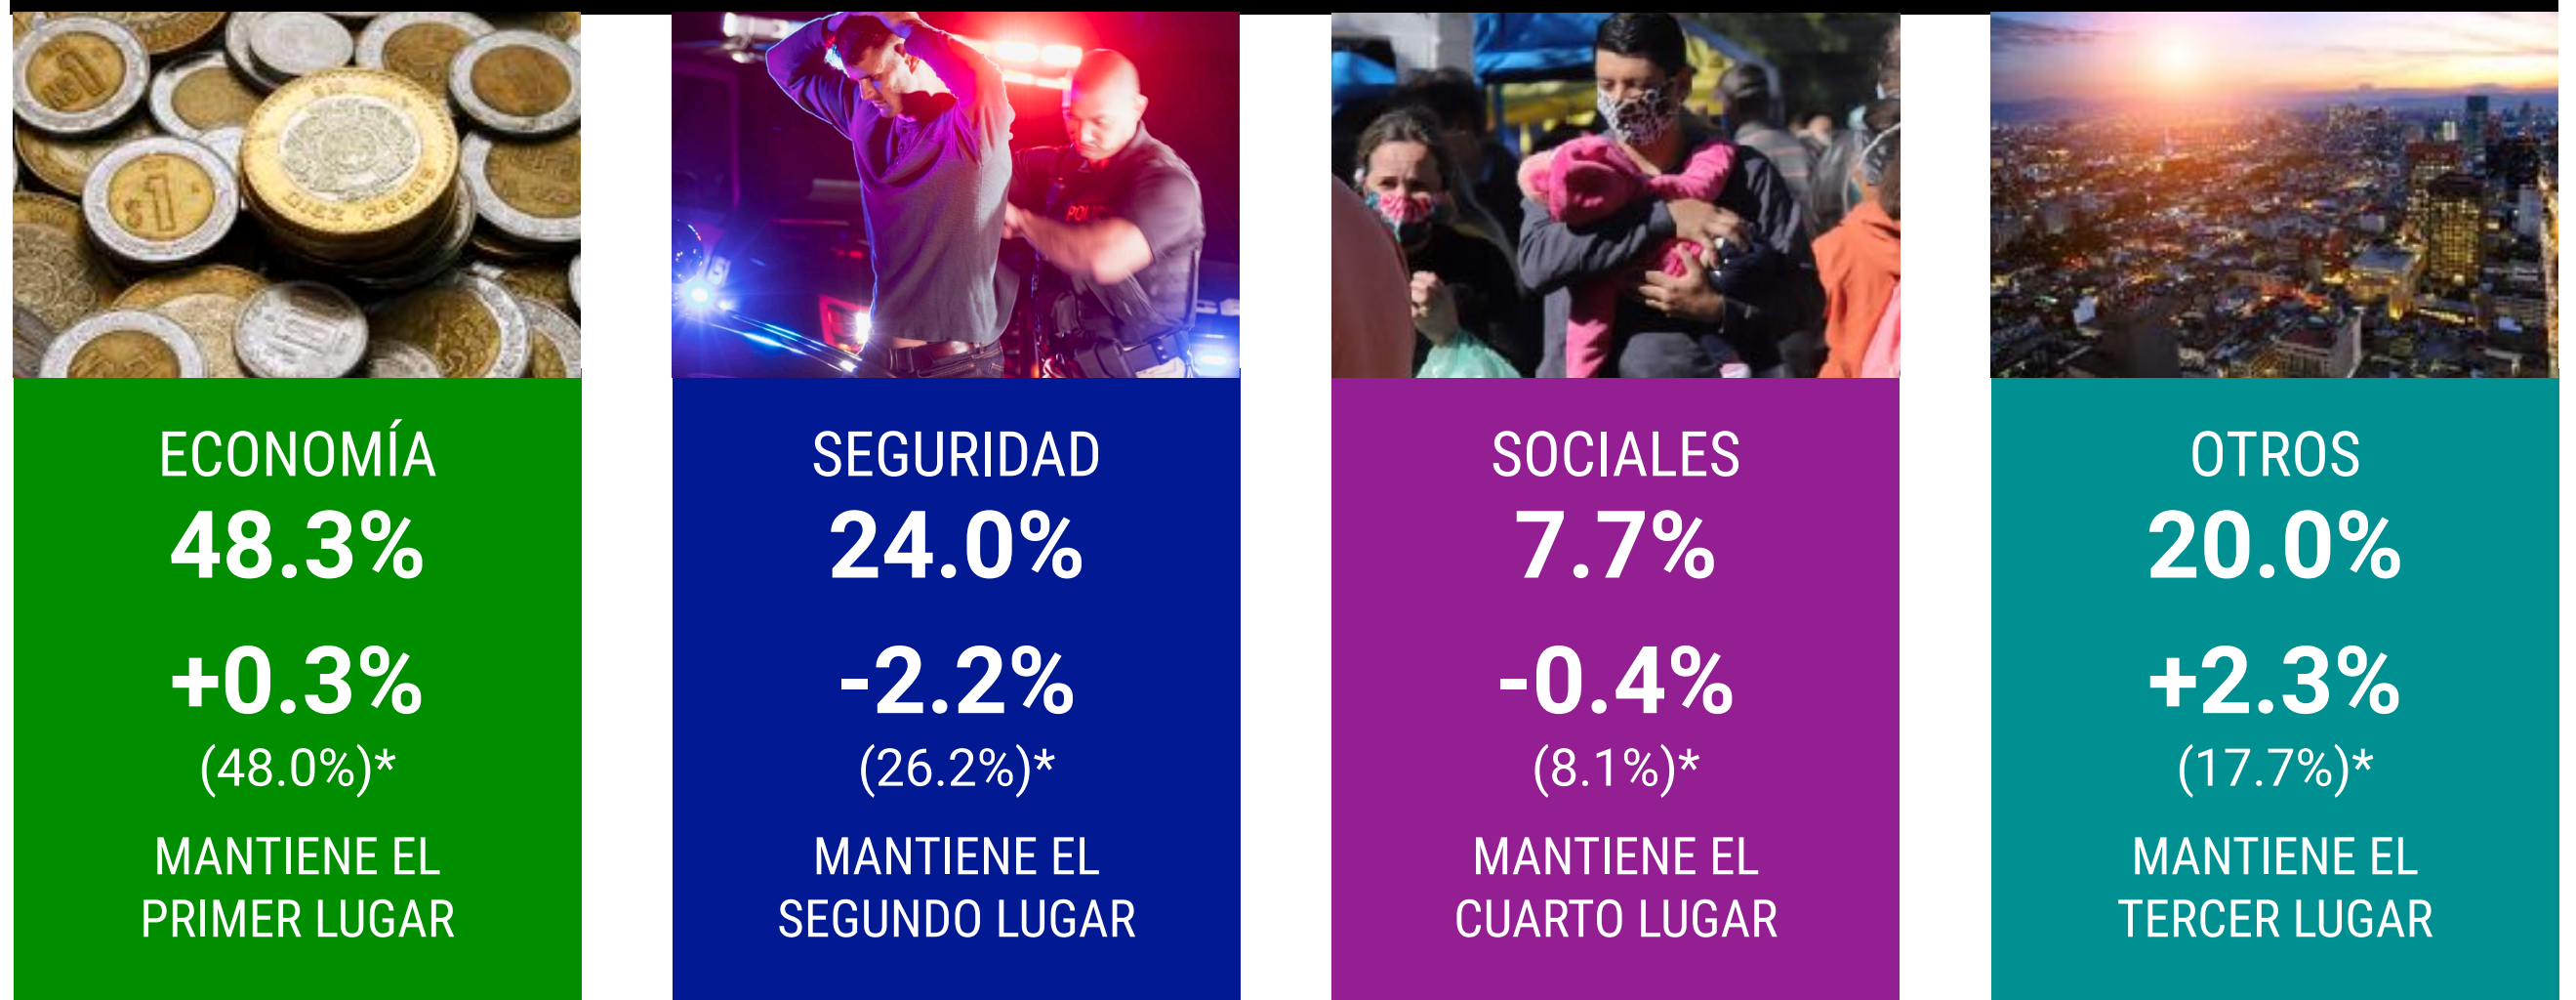 ECONOMÍA
48.3%
+0.3%
(48.0%)*
MANTIENE EL
PRIMER LUGAR
SEGURIDAD
24.0%
-2.2%
(26.2%)*
MANTIENE EL
SEGUNDO LUGAR
SOCIALES
7.7%
-0.4%
(8.1%)*
MANTIENE EL
CUARTO LUGAR
OTROS
20.0%
+2.3%
(17.7%)*
MANTIENE EL
TERCER LUGAR